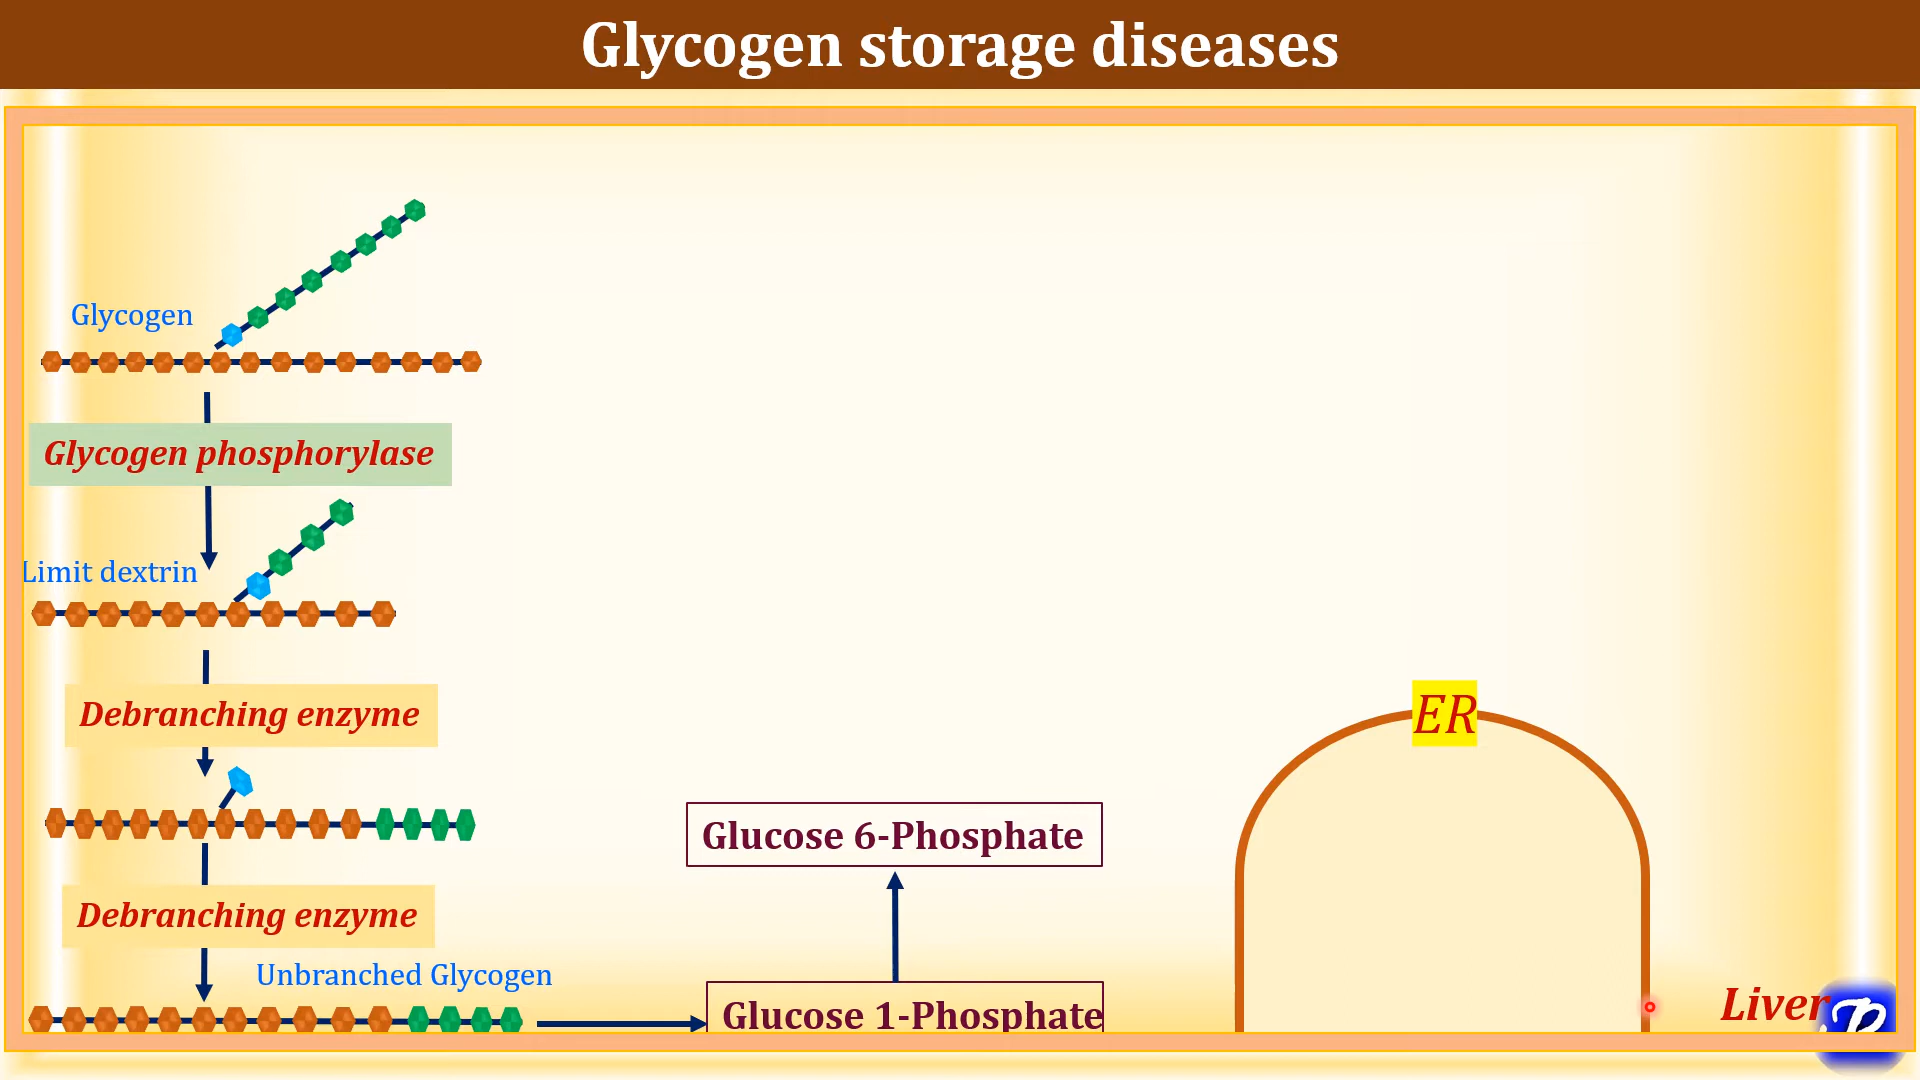 Glycogen storage diseases
Glycogen
Glycogen phosphorylase
Limit dextrin
Debranching enzyme
ER
Glucose 6-Phosphate
Debranching enzyme
Unbranched Glycogen
Glucose 1-Phosphate
Liver